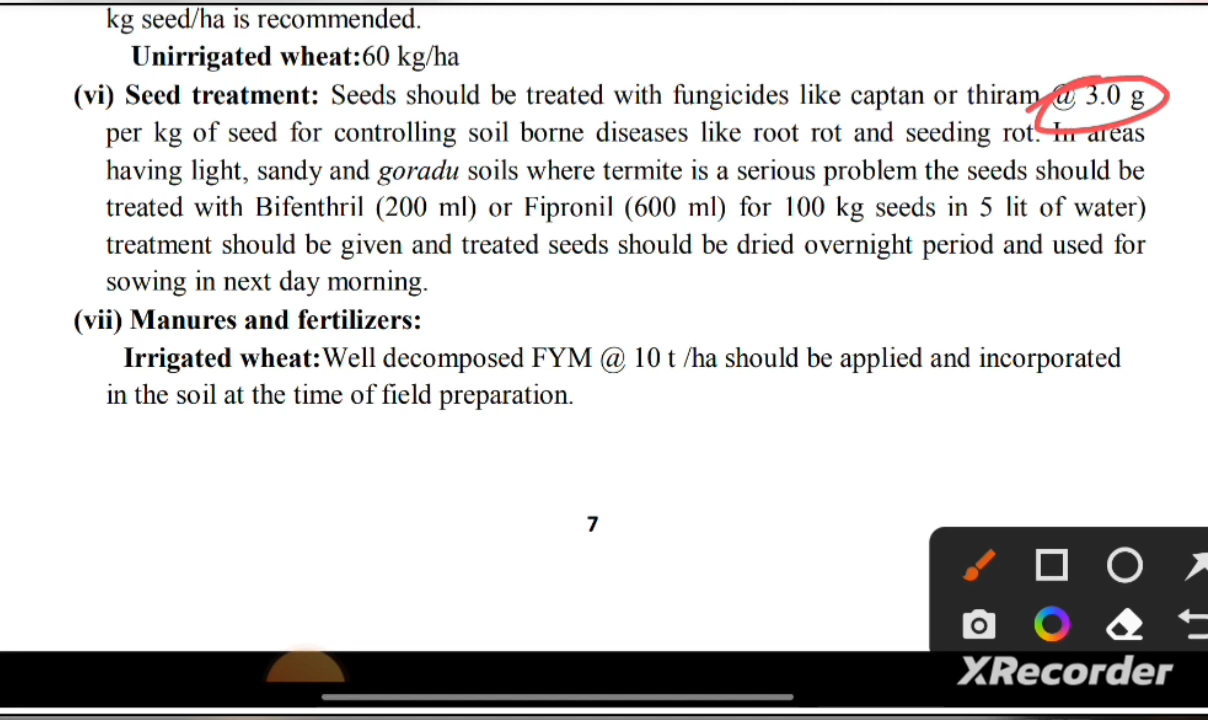 kg seed/ha is recommended.
Unirrigated wheat:60 kg/ha
(vi) Seed treatment: Seeds should be treated with fungicides like captan or thiram @ 3.0 g
per kg of seed for controlling soil borne diseases like root rot and seeding rot. In areas
having light, sandy and goradu soils where termite is a serious problem the seeds should be
treated with Bifenthril (200 ml) or Fipronil (600 ml) for 100 kg seeds in 5 lit of water)
treatment should be given and treated seeds should be dried overnight period and used for
sowing in next day morning.
(vii) Manures and fertilizers:
Irrigated wheat:Well decomposed FYM @ 10 t /ha should be applied and incorporated
in the soil at the time of field preparation.
7
XRecorder